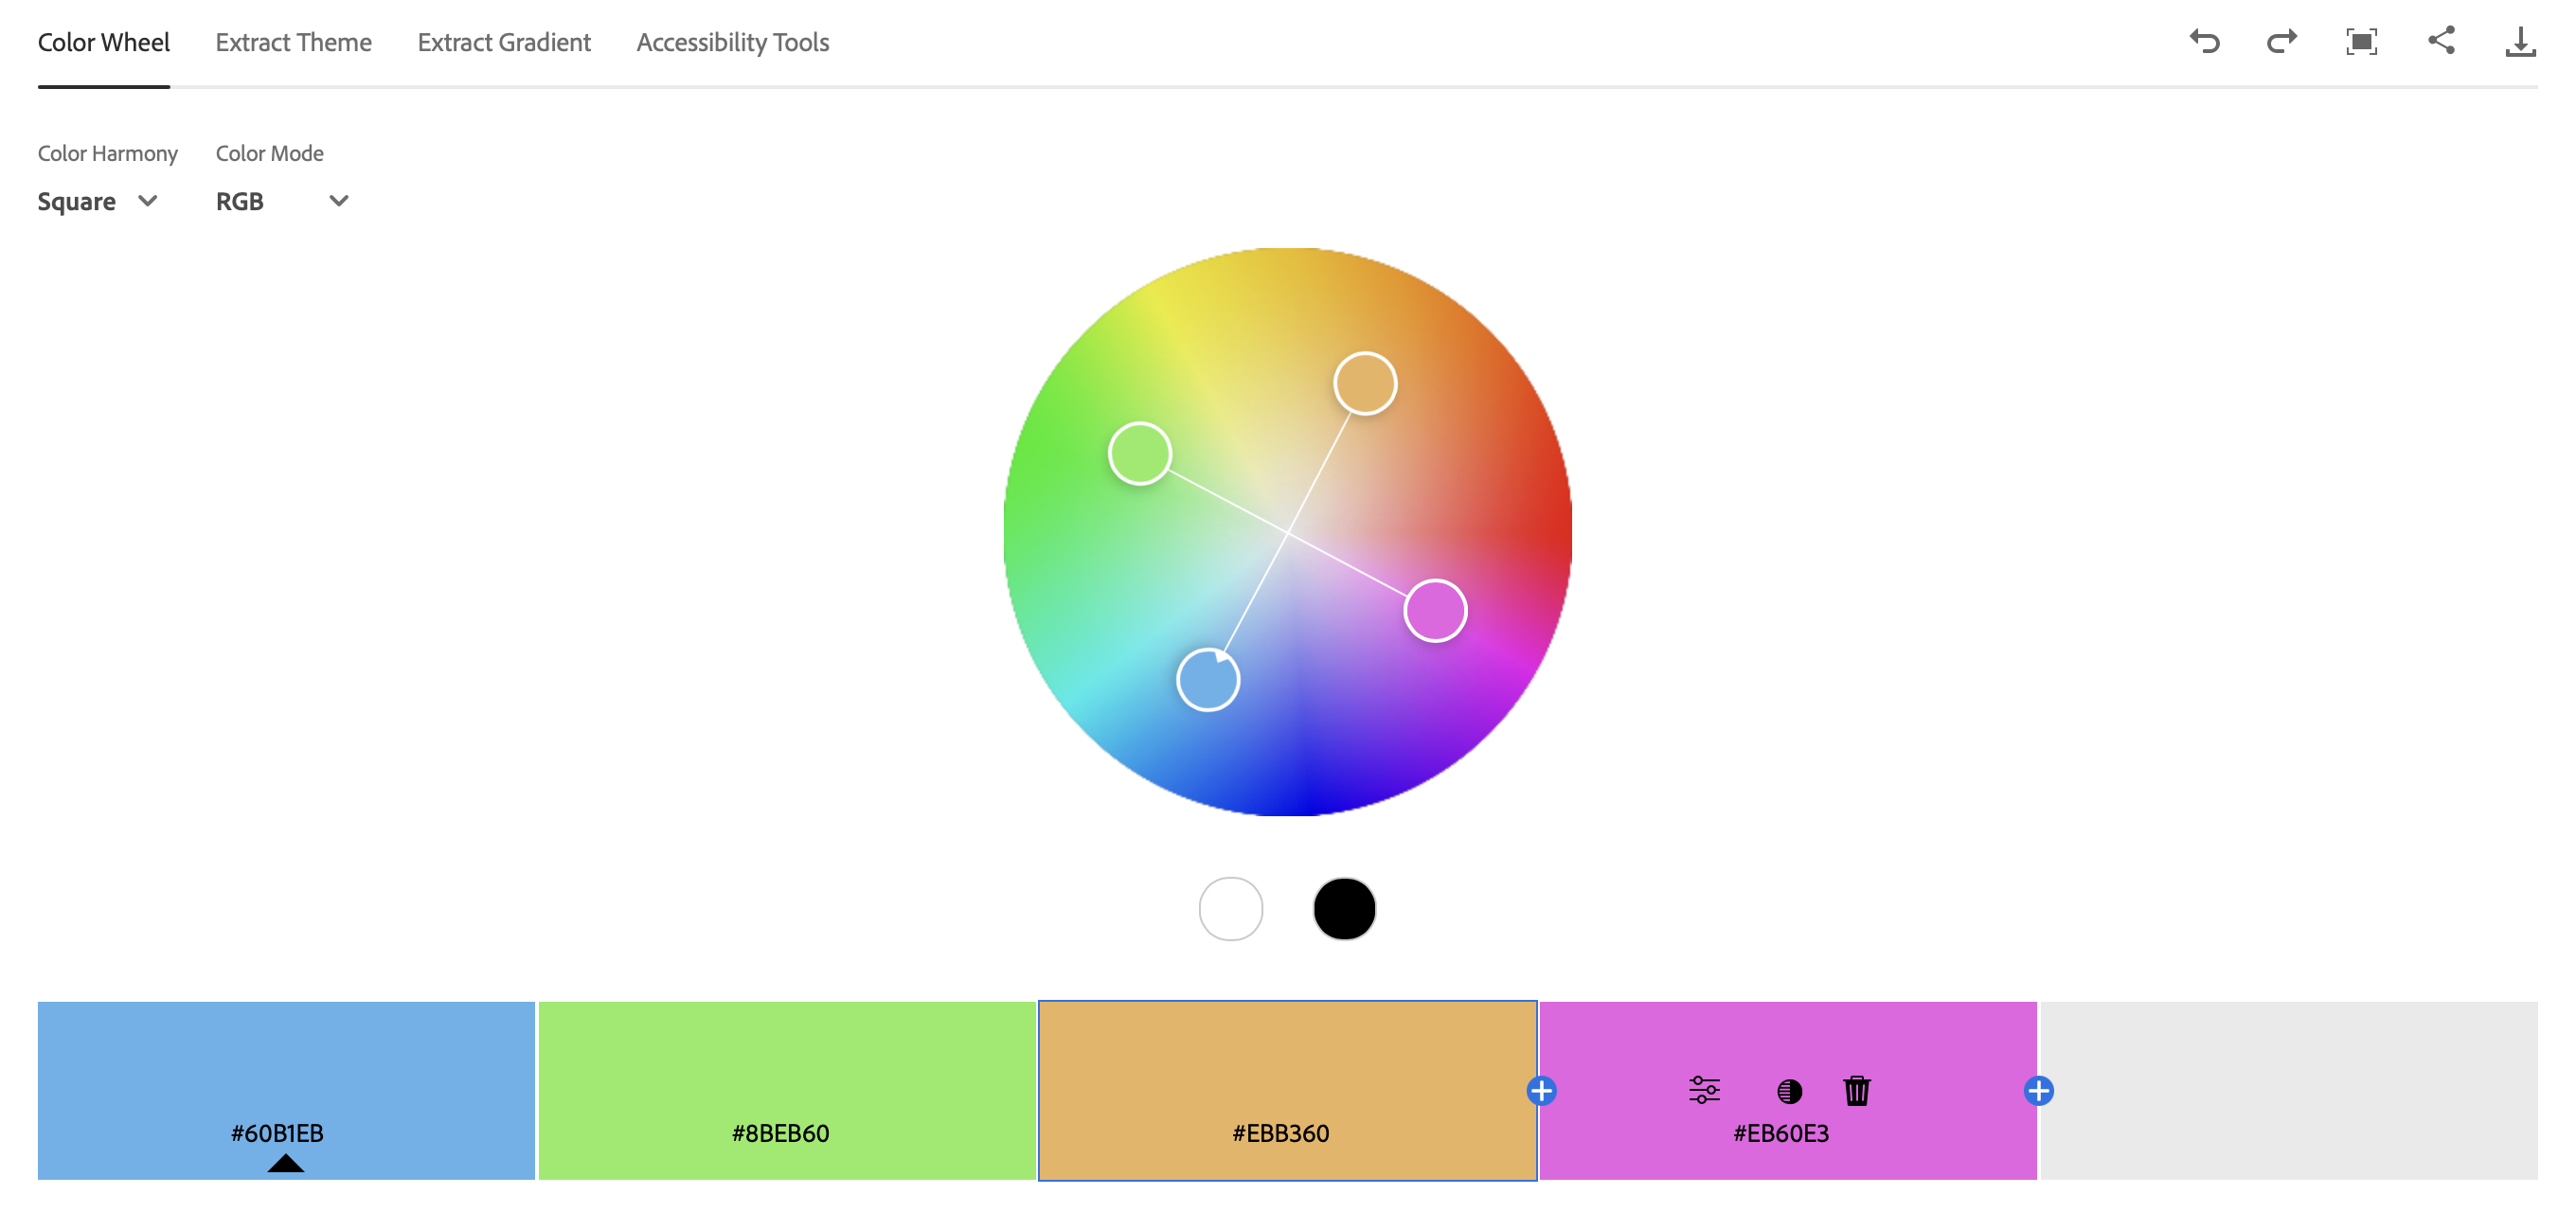 Color Wheel Extract Theme Extract Gradient Accessibility Tools
Color Harmony Color Mode
Square RGB
#60B1EB #8BEB60 #EBB360 #EB60E3